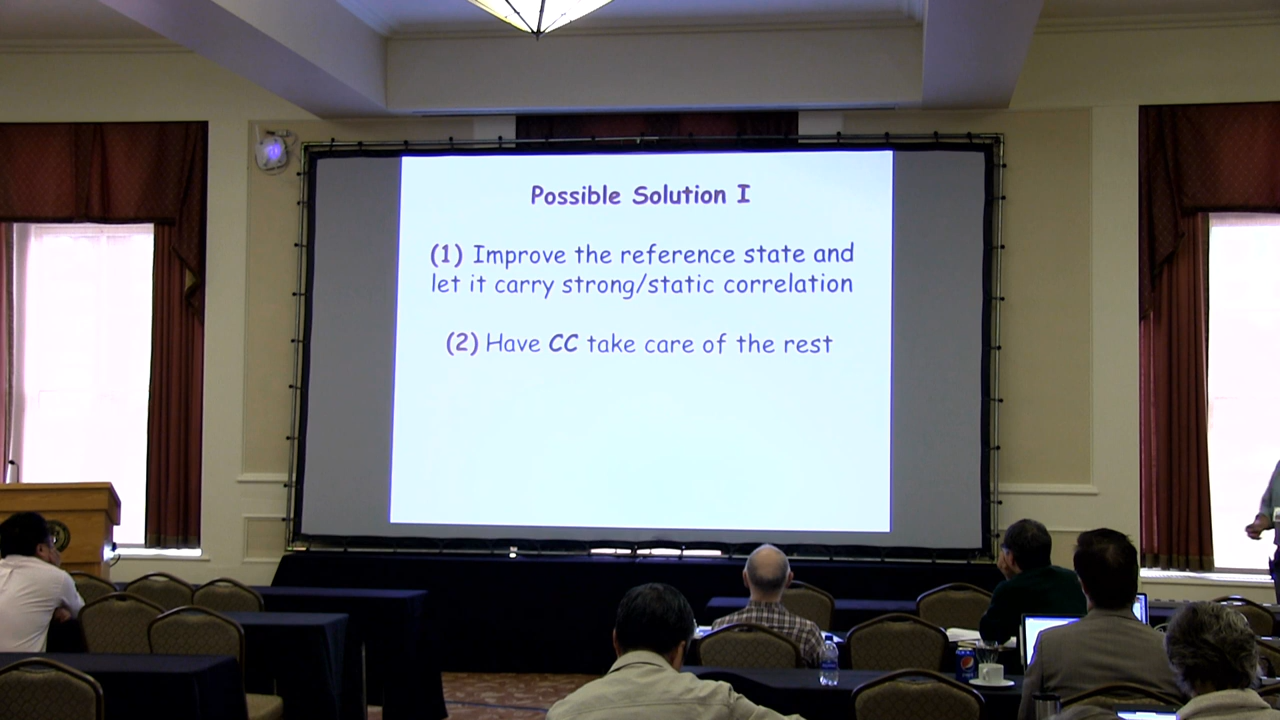 Possible Solution I
(1) Improve the reference state and
let it carry strong/static correlation
(2) Have CC take care of the rest